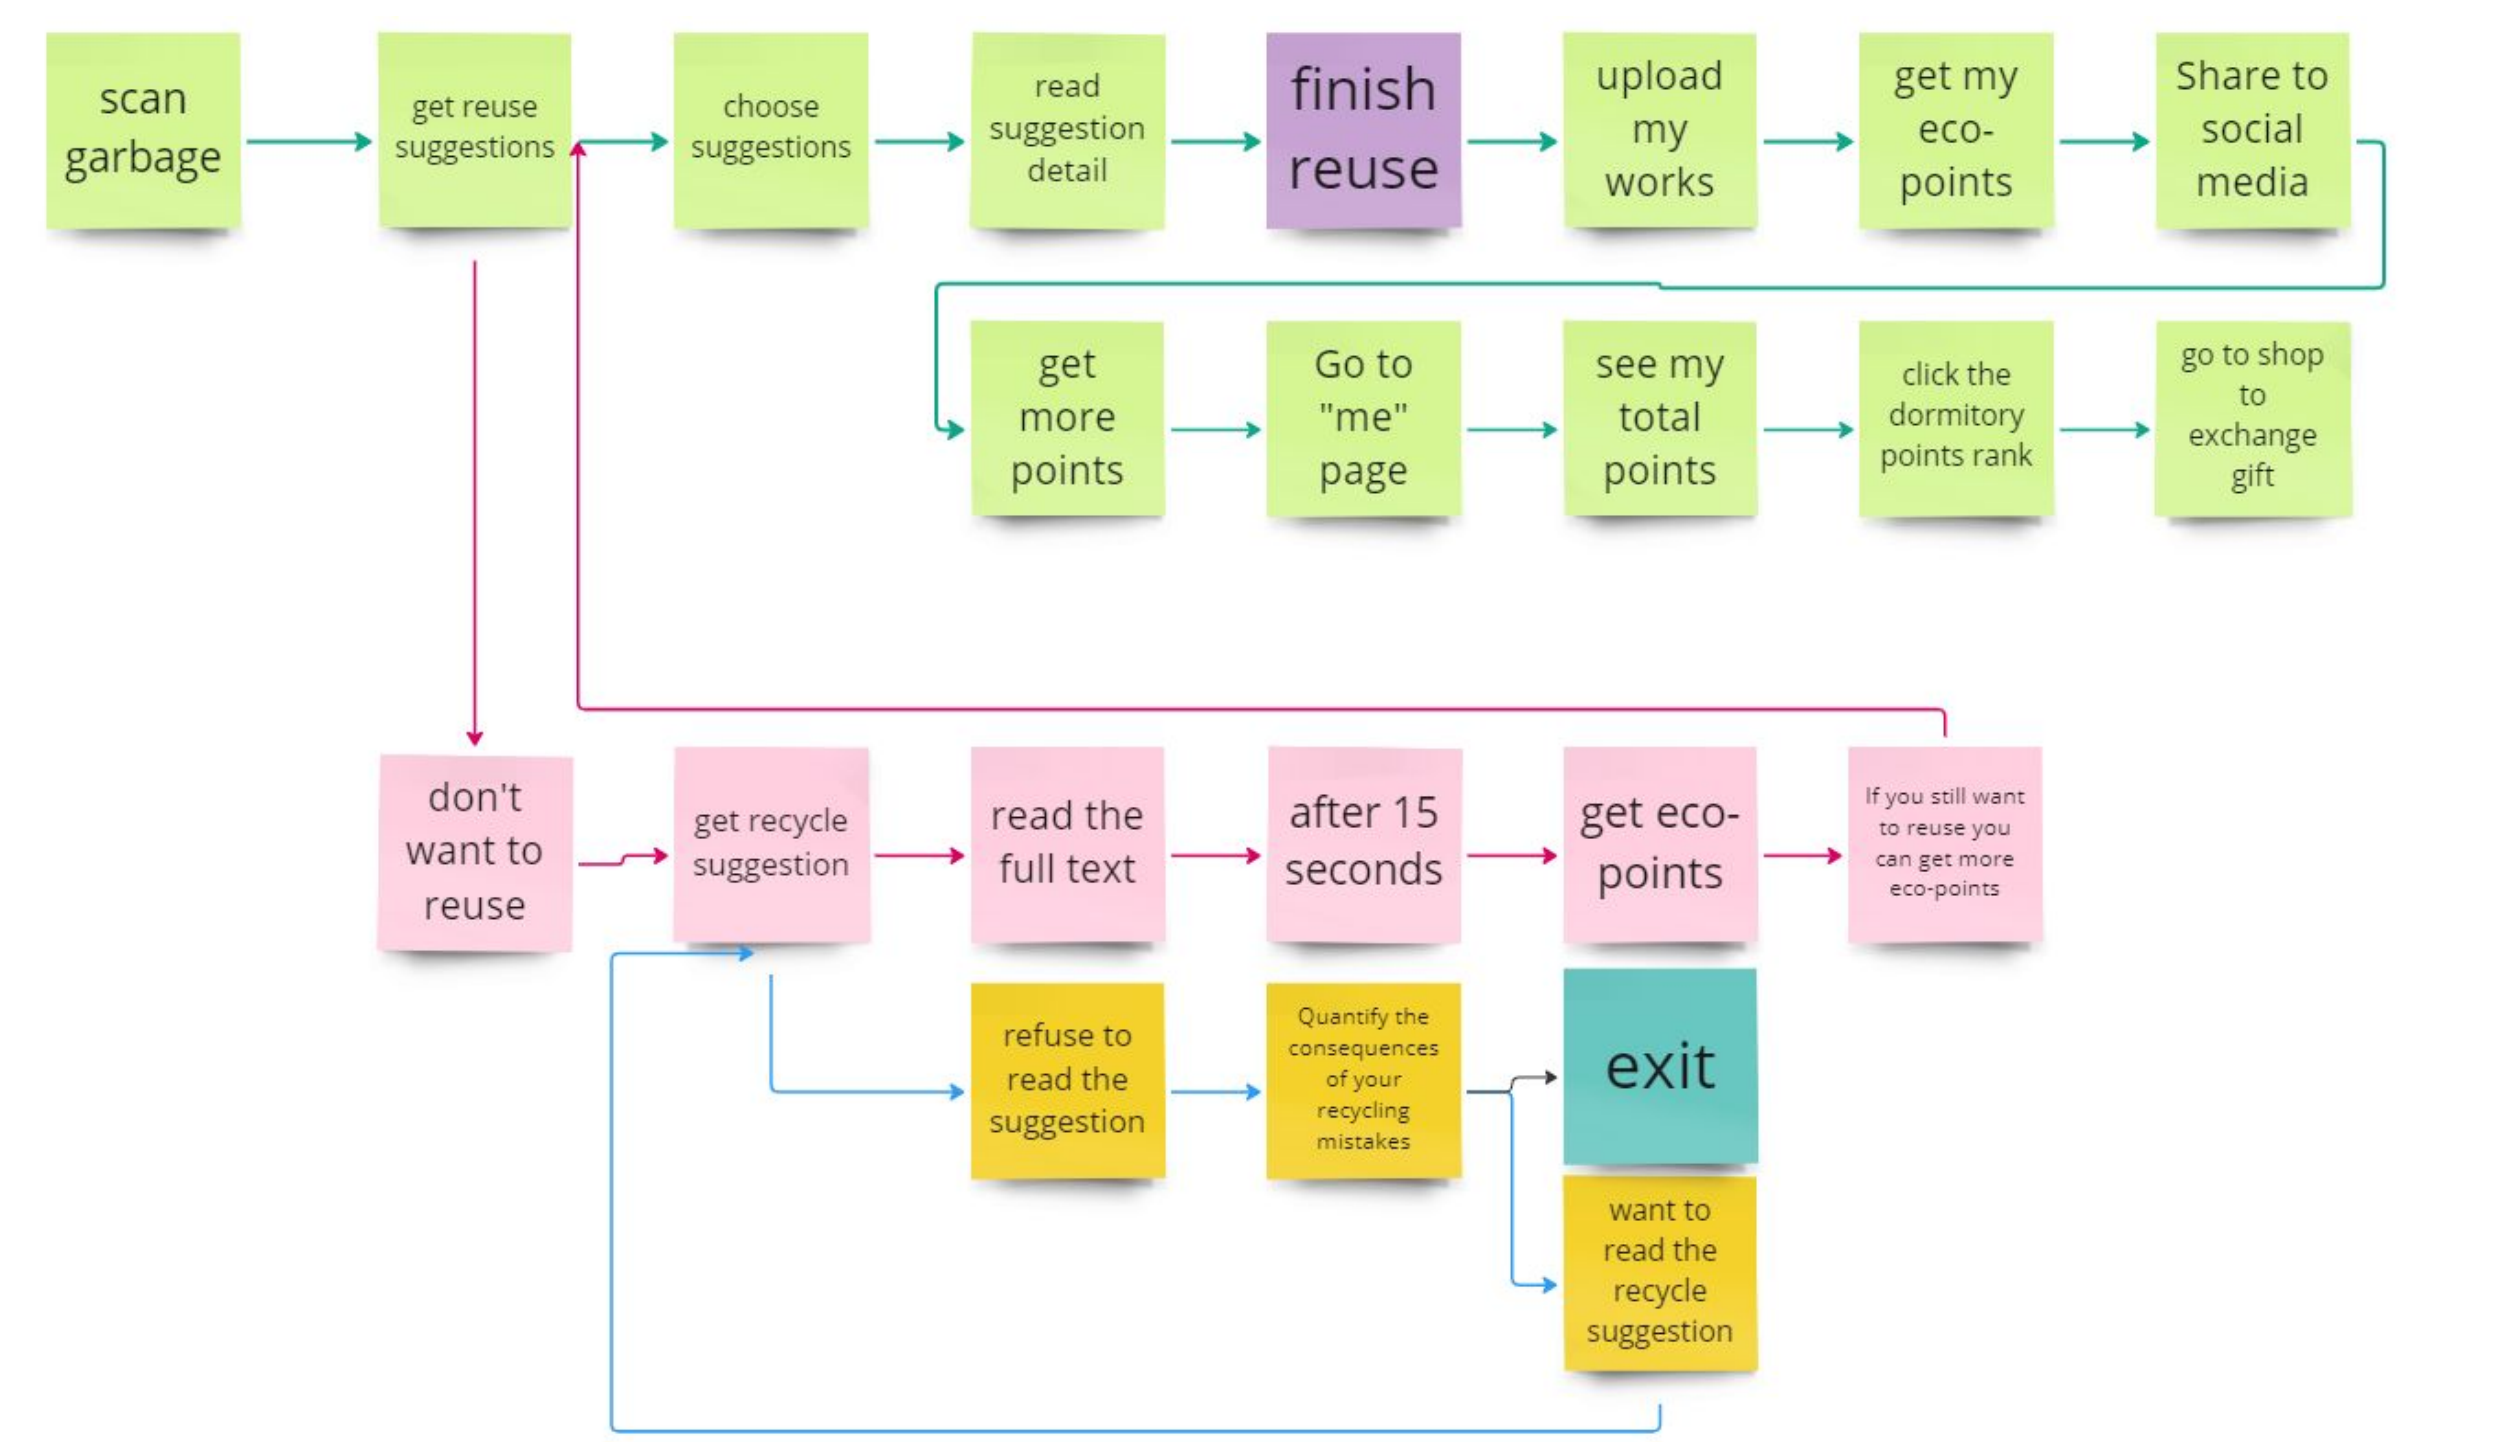 scan
garbage
get reuse
suggestions
choose
suggestions
read
suggestion
detail
finish
reuse
upload
my
works
get my
eco-
points
Share to
social
media
get
more
points
Go to
"me"
page
see my
total
points
click the
dormitory
points rank
go to shop
to
exchange
gift
don't
want to
reuse
get recycle
suggestion
read the
full text
after 15
seconds
get eco-
points
If you still want
to reuse you
can get more
eco-points
refuse to
read the
suggestion
Quantify the
consequences
of your
recycling
mistakes
exit
want to
read the
recycle
suggestion